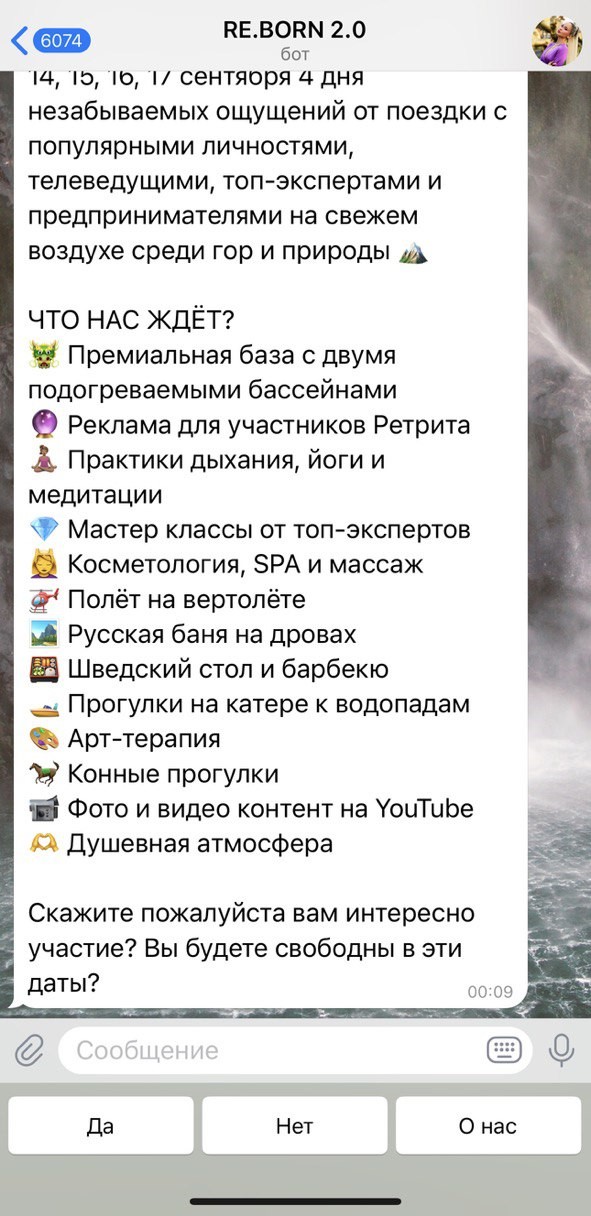 6074
RE.BORN 2.0
бот
14, 15, 16, 17 сентября 4 дня
незабываемых ощущений от поездки с
популярными личностями,
телеведущими, топ-экспертами и
предпринимателями на свежем
воздухе среди гор и природы ⛰️
ЧТО НАС ЖДЁТ?
🐲 Премиальная база с двумя
подогреваемыми бассейнами
🔮 Реклама для участников Ретрита
🧘🏽‍♀️ Практики дыхания, йоги и
медитации
💎 Мастер классы от топ-экспертов
💆‍♀️ Косметология, SPA и массаж
🚁 Полёт на вертолёте
🏞️ Русская баня на дровах
🍱 Шведский стол и барбекю
🚤 Прогулки на катере к водопадам
🎨 Арт-терапия
🐎 Конные прогулки
📹 Фото и видео контент на YouTube
🫶 Душевная атмосфера
Скажите пожалуйста вам интересно
участие? Вы будете свободны в эти
даты?
00:09
Сообщение
Да
Нет
О нас